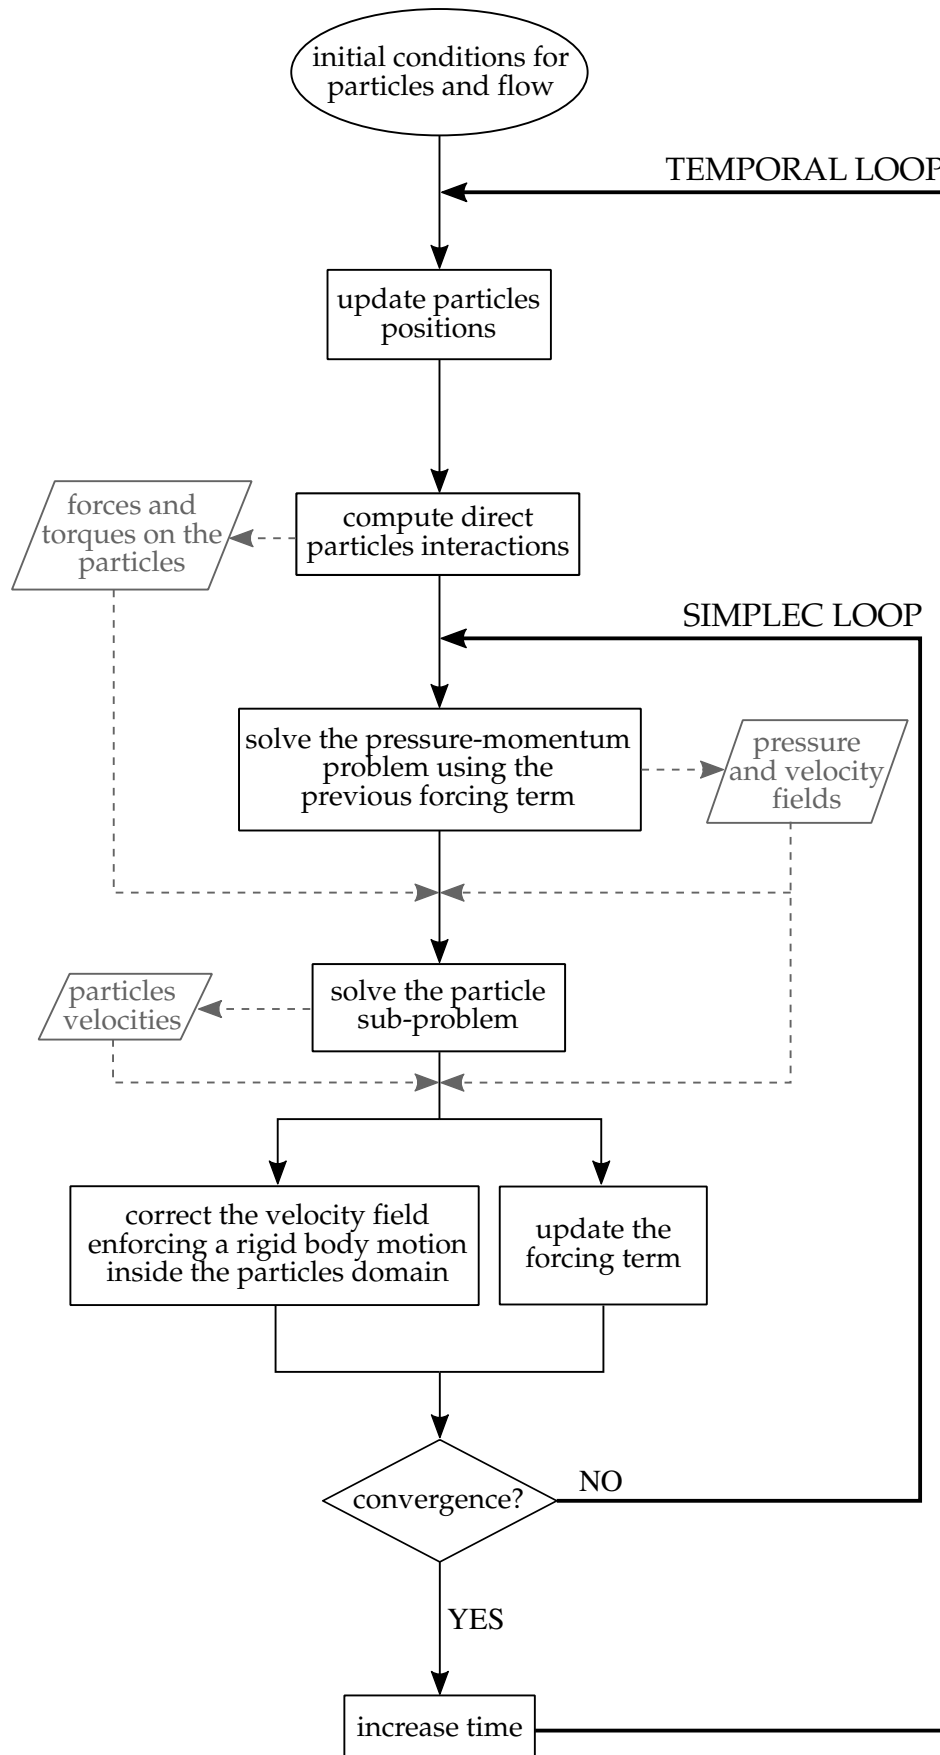 initial conditions for
particles and flow
TEMPORAL LOOP
update particles
positions
forces and
torques on the
particles
compute direct
particles interactions
SIMPLEC LOOP
solve the pressure-momentum
problem using the
previous forcing term
pressure
and velocity
fields
particles
velocities
solve the particle
sub-problem
correct the velocity field
enforcing a rigid body motion
inside the particles domain
update the
forcing term
convergence?
NO
YES
increase time